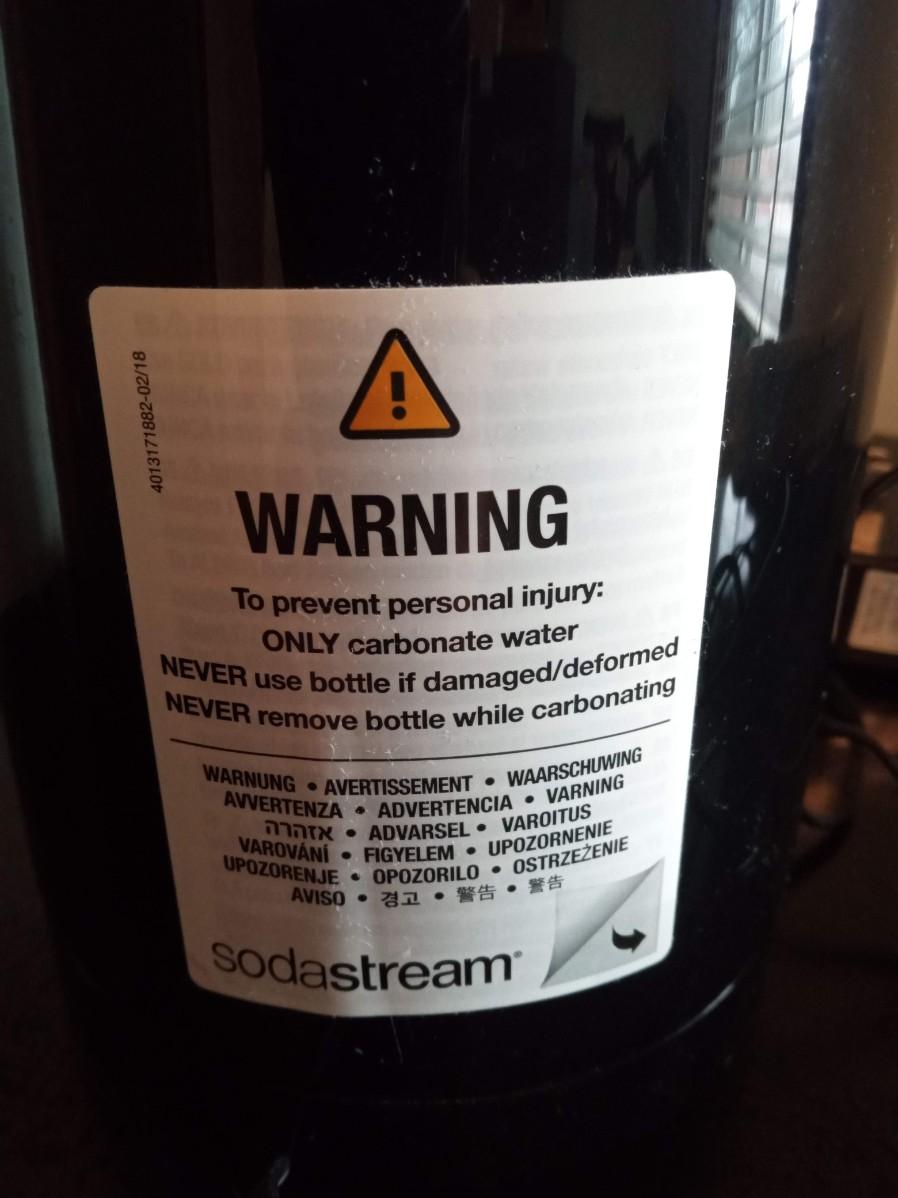 4013171882-02/18
WARNING
To prevent personal injury:
ONLY carbonate water
NEVER use bottle if damaged/deformed
NEVER remove bottle while carbonating
WARNUNG • AVERTISSEMENT • WAARSCHUWING
AVVERTENZA • ADVERTENCIA • VARNING
אזהרה • ADVARSEL • VAROITUS
VAROVÁNÍ • FIGYELEM • UPOZORNENIE
UPOZORENJE • OPOZORILO • OSTRZEŻENIE
AVISO • 경고 • 警告 • 警告
sodastream®